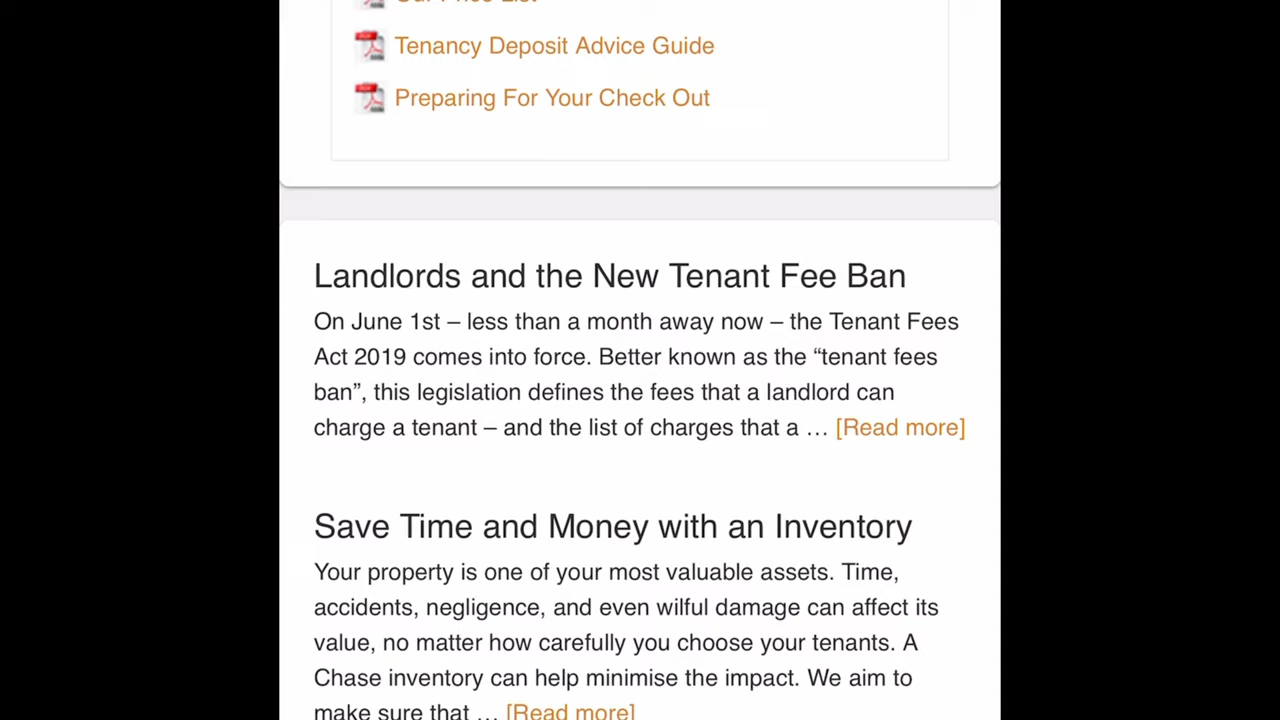 Our Price List
Tenancy Deposit Advice Guide
Preparing For Your Check Out
Landlords and the New Tenant Fee Ban
On June 1st – less than a month away now – the Tenant Fees
Act 2019 comes into force. Better known as the “tenant fees
ban”, this legislation defines the fees that a landlord can
charge a tenant – and the list of charges that a … [Read more]
Save Time and Money with an Inventory
Your property is one of your most valuable assets. Time,
accidents, negligence, and even wilful damage can affect its
value, no matter how carefully you choose your tenants. A
Chase inventory can help minimise the impact. We aim to
make sure that … [Read more]